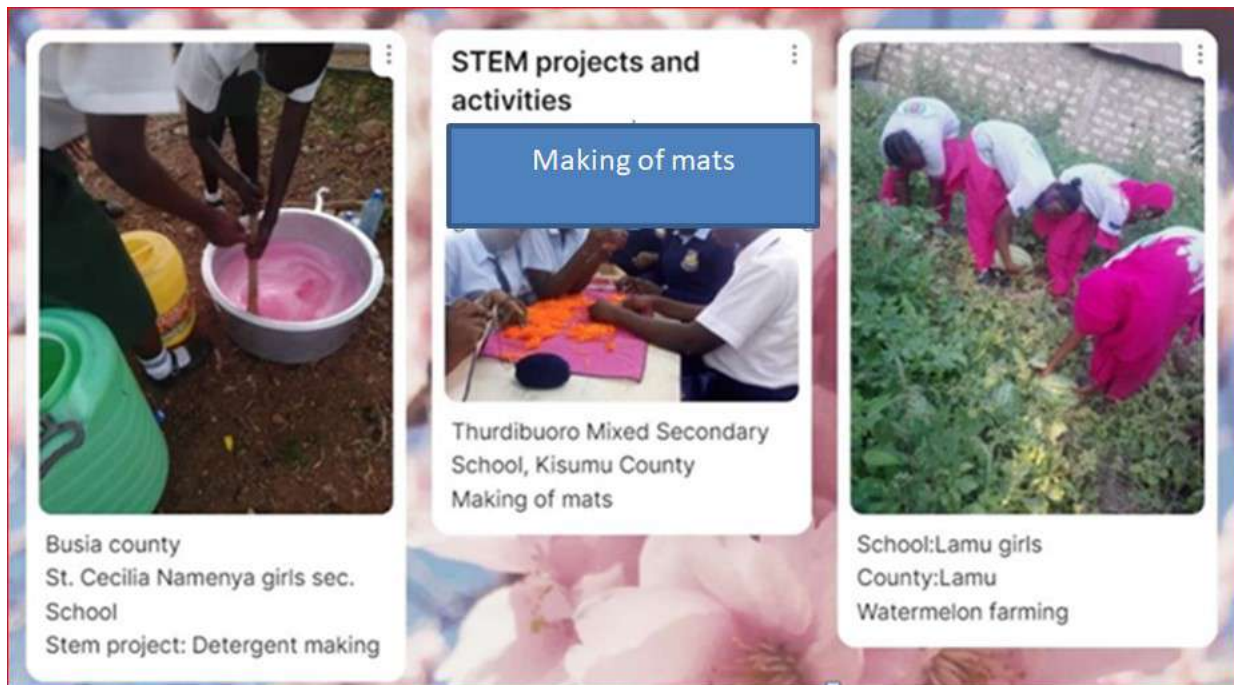 Busia county
St. Cecilia Namenya girls sec.
School
Stem project: Detergent making
STEM projects and
activities
Making of mats
Thurdibuoro Mixed Secondary
School, Kisumu County
Making of mats
School:Lamu girls
County:Lamu
Watermelon farming